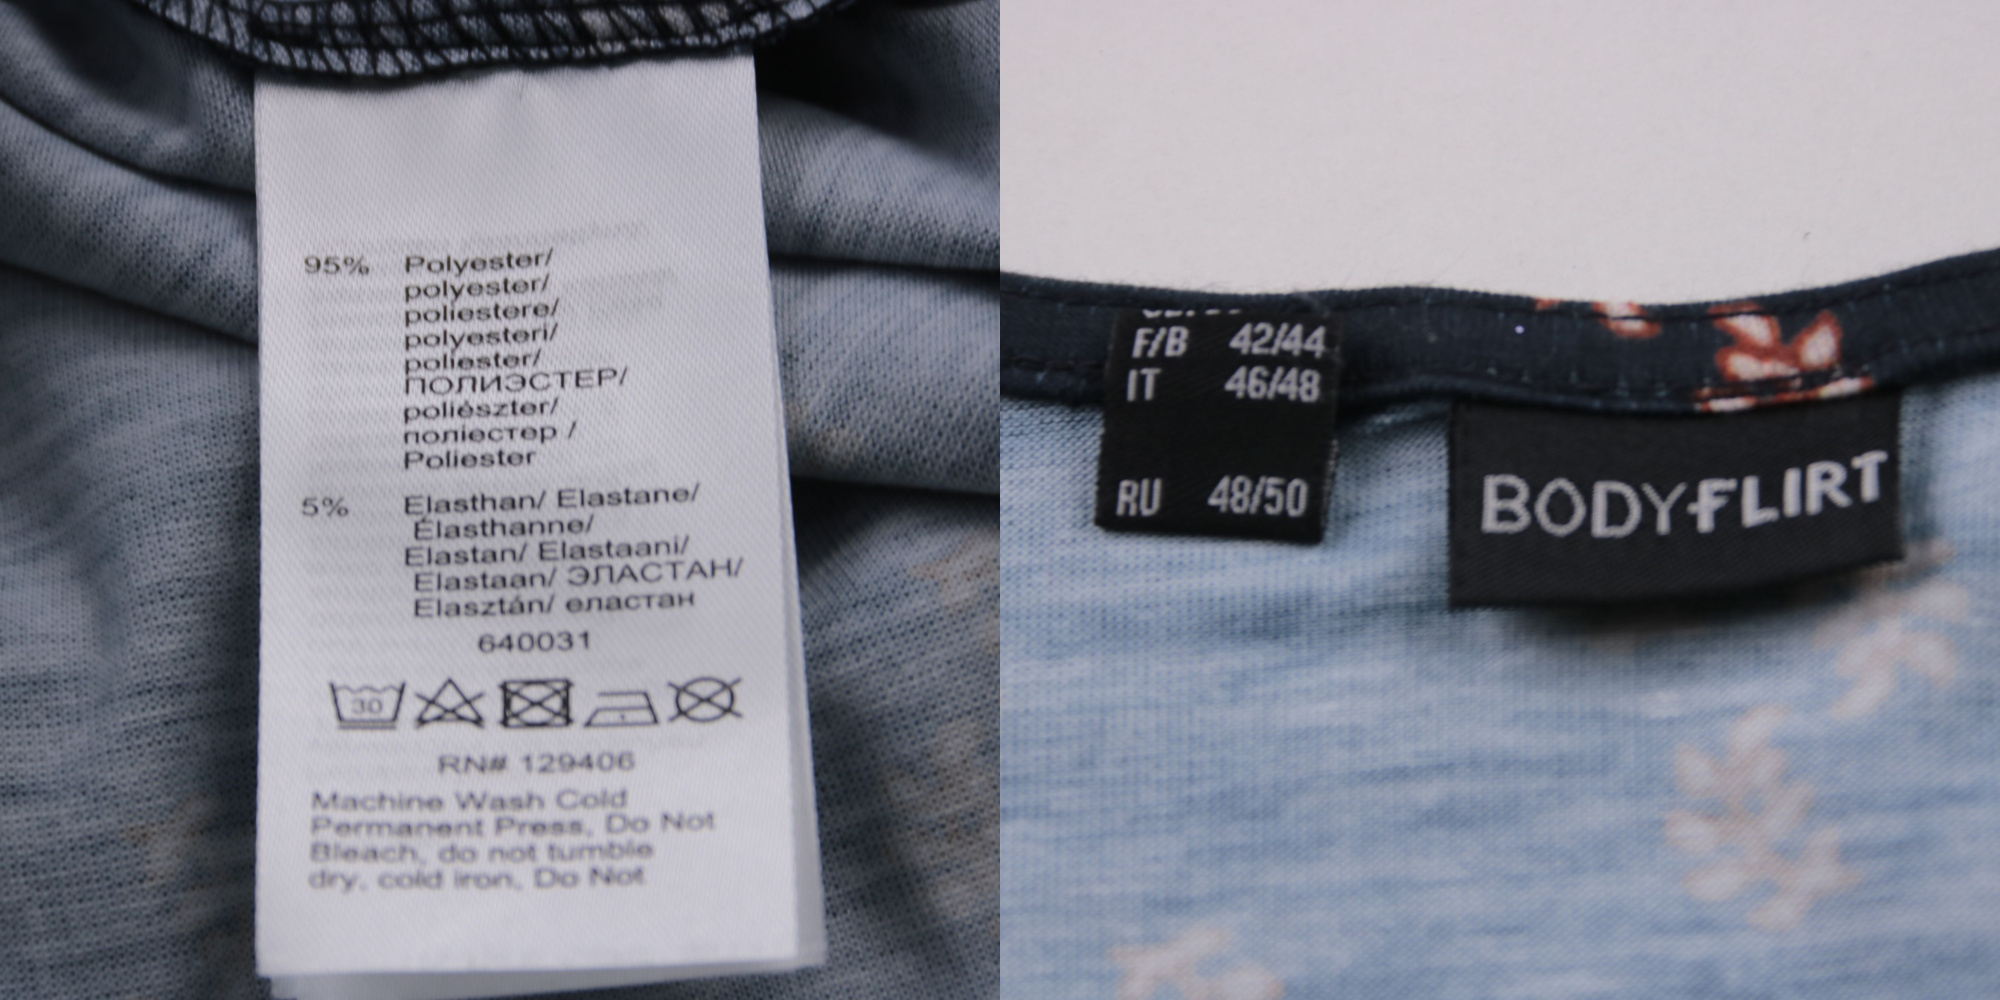 95% Polyester/
polyester/
poliestere/
polyesteri/
poliester/
ПОЛИЭСТЕР/
poliészter/
поліестер /
Poliester
5% Elasthan/ Elastane/
Élasthanne/
Elastan/ Elastaani/
Elastaan/ ЭЛАСТАН/
Elasztán/ еластан
640031
30
RN# 129406
Machine Wash Cold
Permanent Press, Do Not
Bleach, do not tumble
dry, cold iron, Do Not
F/B 42/44
IT 46/48
RU 48/50
BODYFLIRT